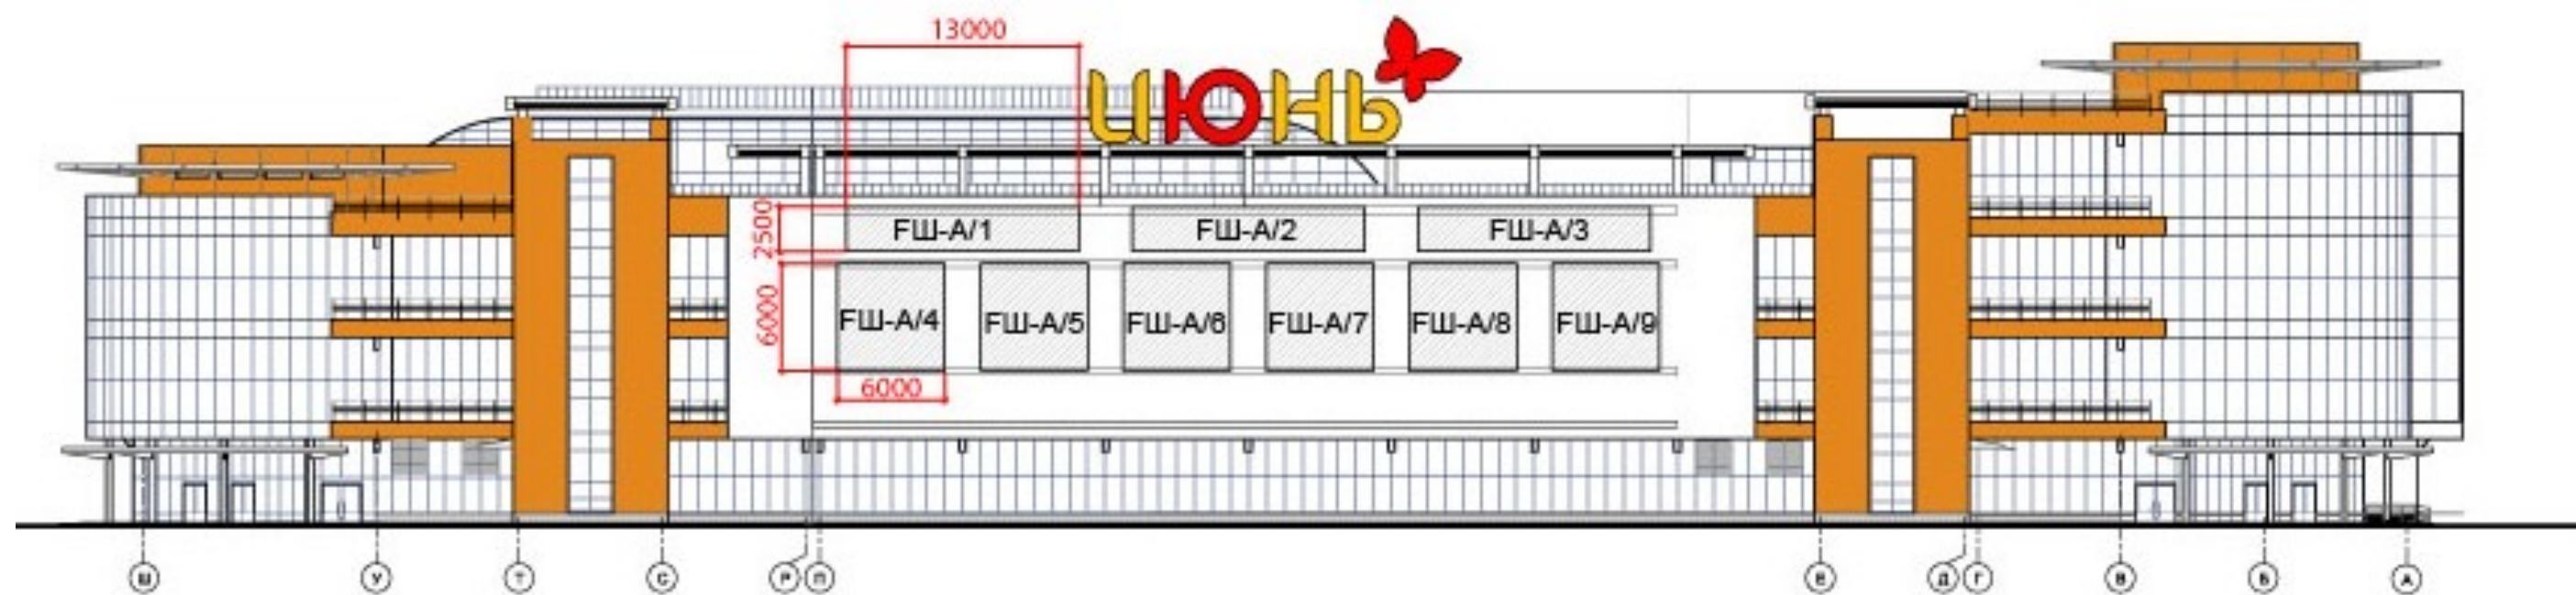 13000
ИЮНЬ
2500
FШ-А/1 FШ-А/2 FШ-А/3
6000
FШ-А/4 FШ-А/5 FШ-А/6 FШ-А/7 FШ-А/8 FШ-А/9
6000
Ш У Т С Р П Е Д Г В Б А